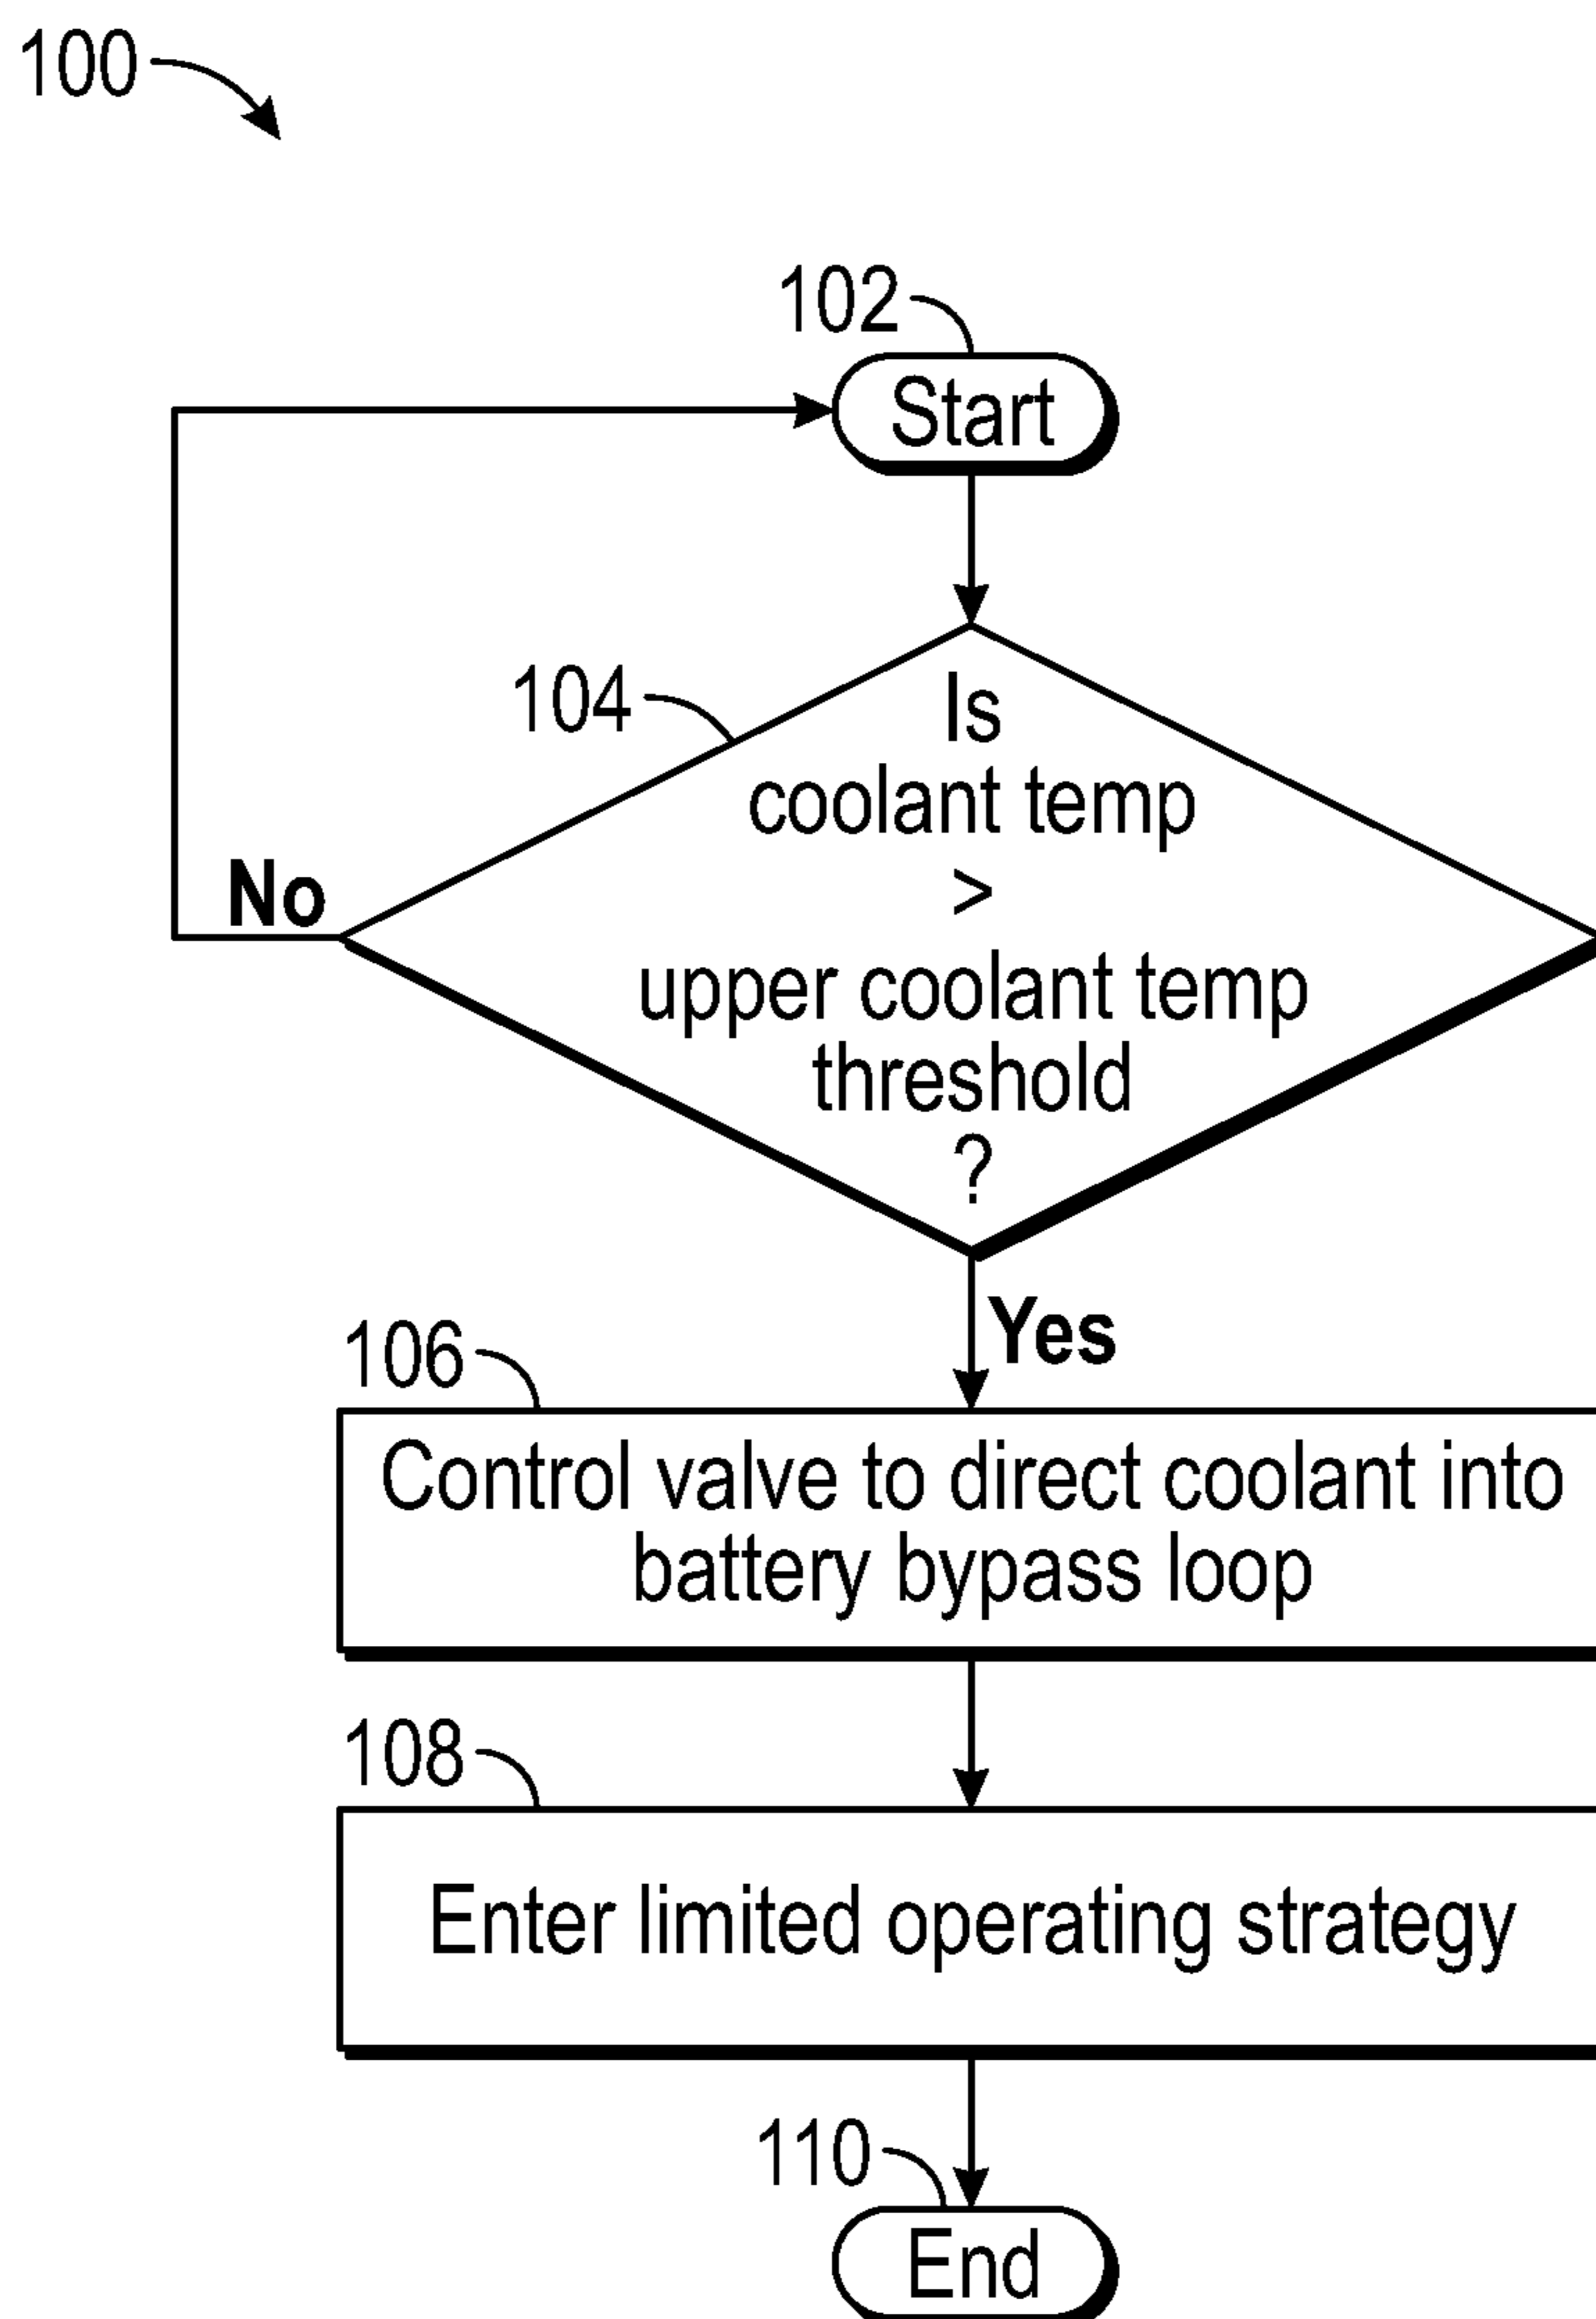 100
102
Start
104
Is
coolant temp
>
upper coolant temp
threshold
?
No
Yes
106
Control valve to direct coolant into
battery bypass loop
108
Enter limited operating strategy
110
End